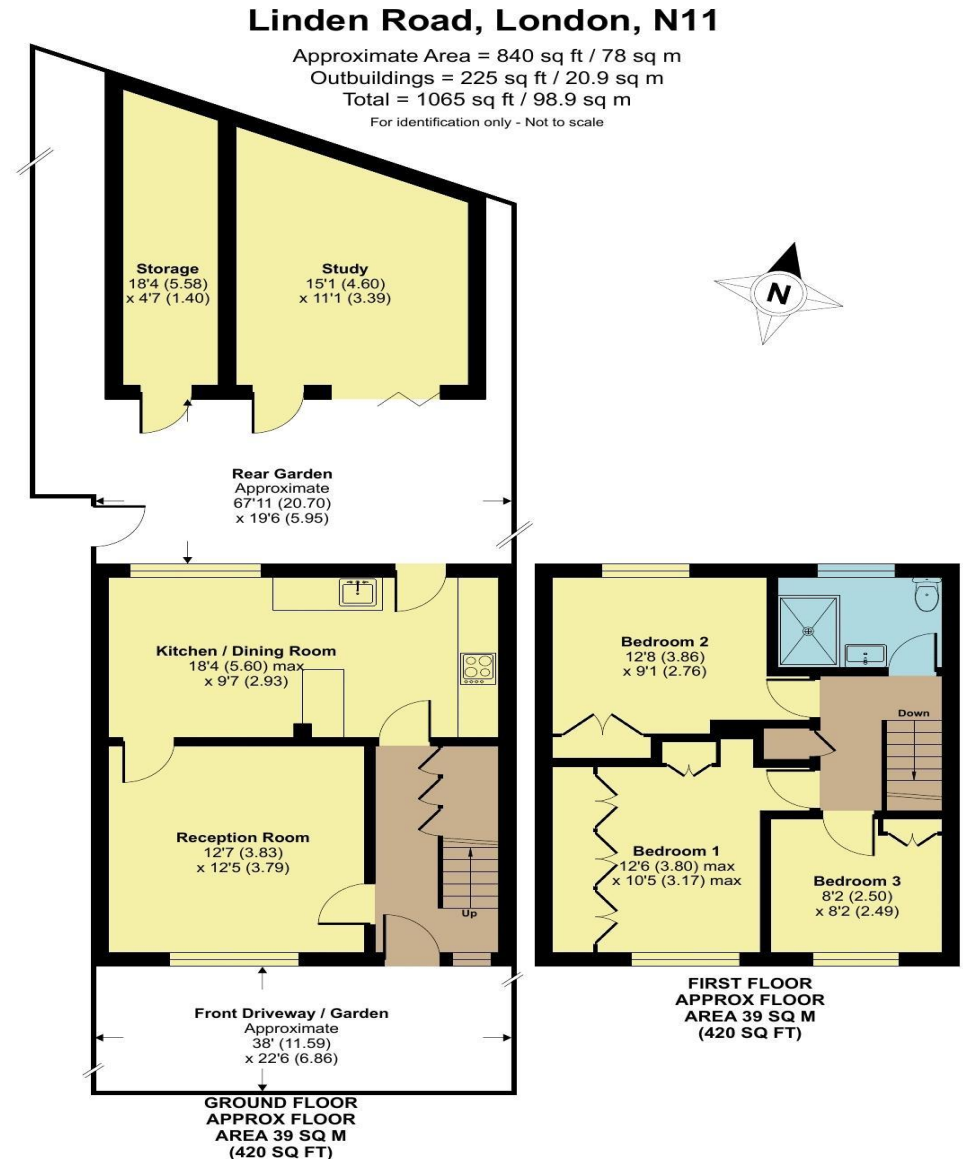 Linden Road, London, N11
Approximate Area = 840 sq ft / 78 sq m
Outbuildings = 225 sq ft / 20.9 sq m
Total = 1065 sq ft / 98.9 sq m
For identification only - Not to scale
Storage
18'4 (5.58)
x 4'7 (1.40)
Study
15'1 (4.60)
x 11'1 (3.39)
N
Rear Garden
Approximate
67'11 (20.70)
x 19'6 (5.95)
Kitchen / Dining Room
18'4 (5.60) max
x 9'7 (2.93)
Reception Room
12'7 (3.83)
x 12'5 (3.79)
Up
Front Driveway / Garden
Approximate
38' (11.59)
x 22'6 (6.86)
GROUND FLOOR
APPROX FLOOR
AREA 39 SQ M
(420 SQ FT)
Bedroom 2
12'8 (3.86)
x 9'1 (2.76)
Down
Bedroom 1
12'6 (3.80) max
x 10'5 (3.17) max
Bedroom 3
8'2 (2.50)
x 8'2 (2.49)
FIRST FLOOR
APPROX FLOOR
AREA 39 SQ M
(420 SQ FT)